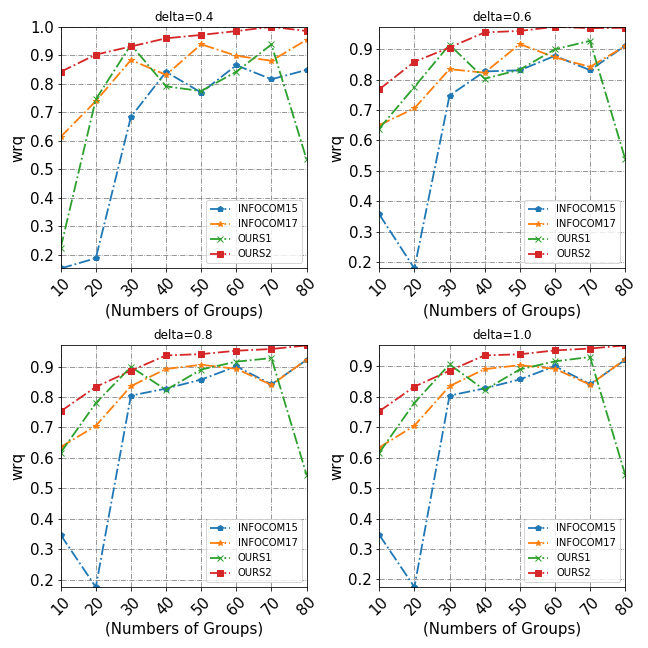 delta=0.4
wrq
1.0
0.9
0.8
0.7
0.6
0.5
0.4
0.3
0.2
INFOCOM15
INFOCOM17
OURS1
OURS2
10 20 30 40 50 60 70 80
(Numbers of Groups)
delta=0.6
wrq
0.9
0.8
0.7
0.6
0.5
0.4
0.3
0.2
INFOCOM15
INFOCOM17
OURS1
OURS2
10 20 30 40 50 60 70 80
(Numbers of Groups)
delta=0.8
wrq
0.9
0.8
0.7
0.6
0.5
0.4
0.3
0.2
INFOCOM15
INFOCOM17
OURS1
OURS2
10 20 30 40 50 60 70 80
(Numbers of Groups)
delta=1.0
wrq
0.9
0.8
0.7
0.6
0.5
0.4
0.3
0.2
INFOCOM15
INFOCOM17
OURS1
OURS2
10 20 30 40 50 60 70 80
(Numbers of Groups)